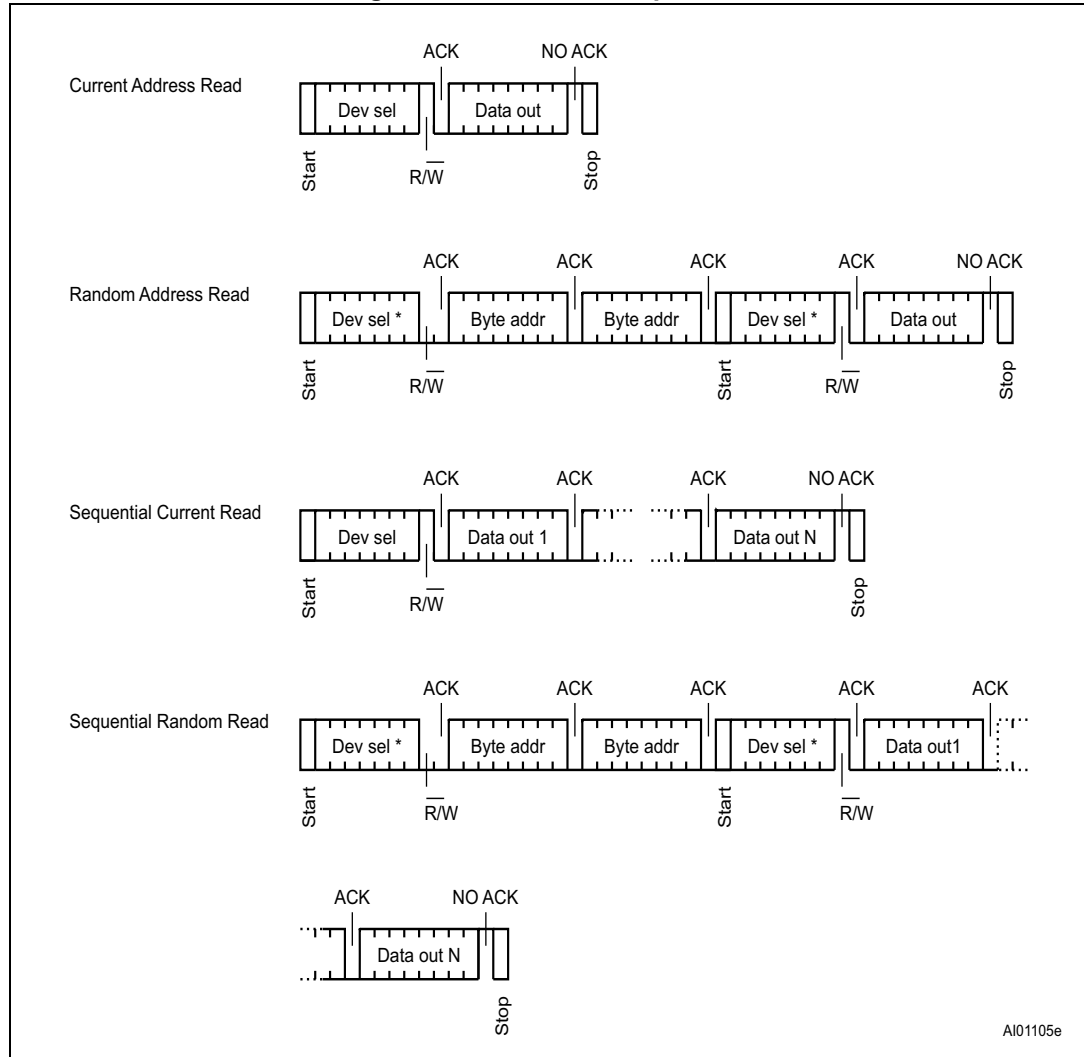 ACK NO ACK
Current Address Read
Dev sel Data out
Start R/W̅ Stop
ACK ACK ACK ACK NO ACK
Random Address Read
Dev sel * Byte addr Byte addr Dev sel * Data out
Start R/W̅ Start R/W̅ Stop
ACK ACK ACK NO ACK
Sequential Current Read
Dev sel Data out 1 Data out N
Start R/W̅ Stop
ACK ACK ACK ACK ACK
Sequential Random Read
Dev sel * Byte addr Byte addr Dev sel * Data out1
Start R̅/W Start R̅/W
ACK NO ACK
Data out N
Stop
AI01105e